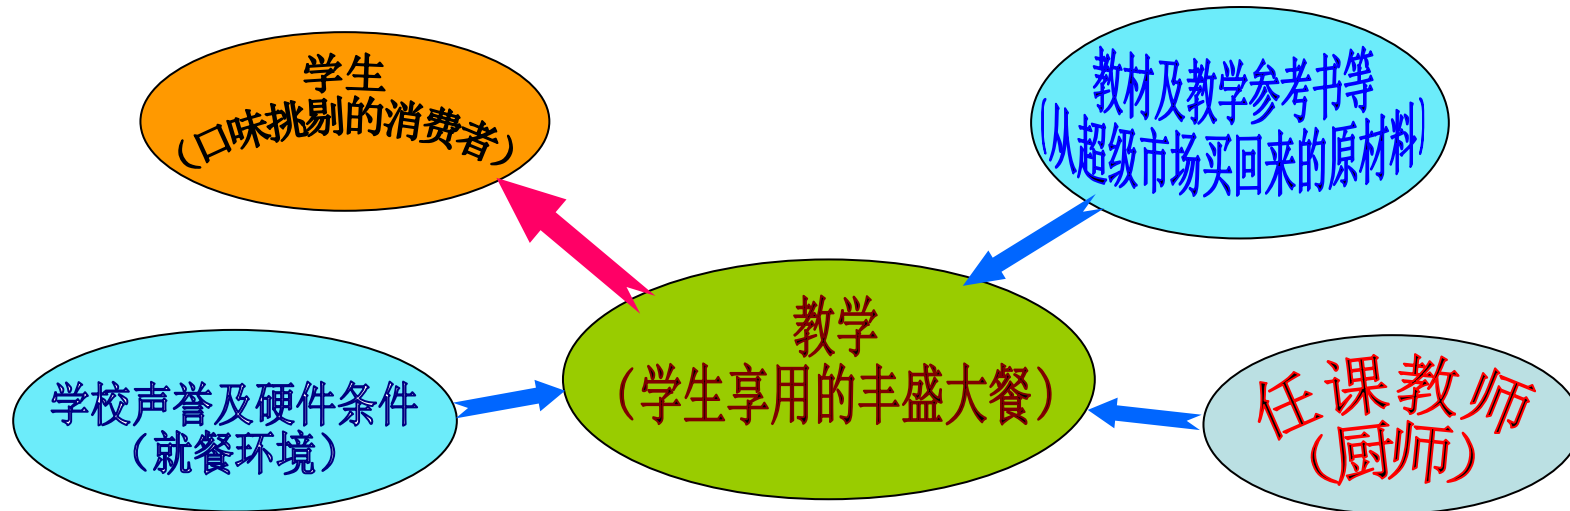 学生
（口味挑剔的消费者）
教材及教学参考书等
（从超级市场买回来的原材料）
教学
（学生享用的丰盛大餐）
学校声誉及硬件条件
（就餐环境）
任课教师
（厨师）